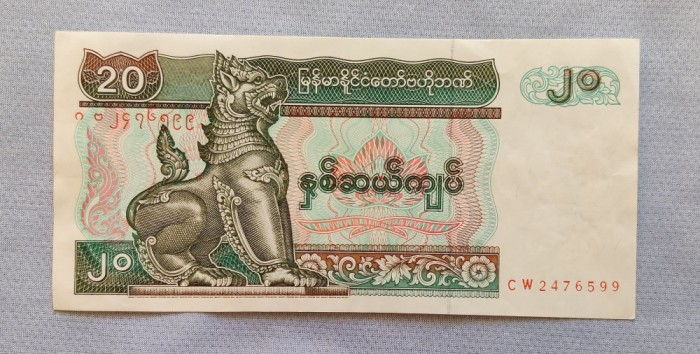 20
မြန်မာနိုင်ငံတော်ဗဟိုဘဏ်
၂၀
နှစ်ဆယ်ကျပ်
၂၀
CW2476599